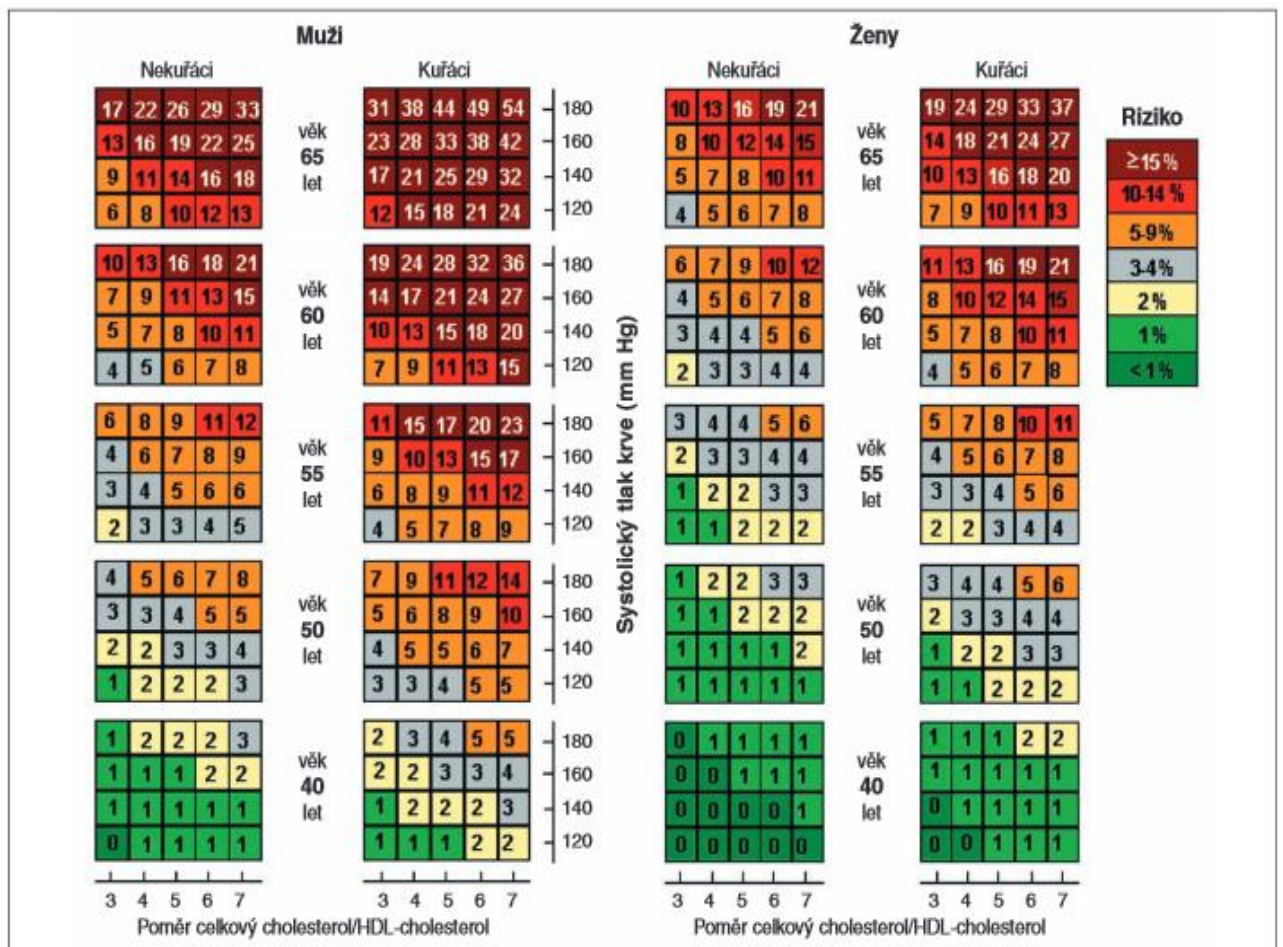 Muži
Ženy
Nekuřáci
Kuřáci
Nekuřáci
Kuřáci
17 22 26 29 33 31 38 44 49 54 180 10 13 16 19 21 19 24 29 33 37
13 16 19 22 25 věk 23 28 33 38 42 160 8 10 12 14 15 věk 14 18 21 24 27
65 65
9 11 14 16 18 let 17 21 25 29 32 140 5 7 8 10 11 let 10 13 16 18 20
6 8 10 12 13 12 15 18 21 24 120 4 5 6 7 8 7 9 10 11 13
10 13 16 18 21 19 24 28 32 36 180 6 7 9 10 12 11 13 16 19 21
7 9 11 13 15 věk 14 17 21 24 27 160 4 5 6 7 8 věk 8 10 12 14 15
60 60
5 7 8 10 11 let 10 13 15 18 20 140 3 4 4 5 6 let 5 7 8 10 11
4 5 6 7 8 7 9 11 13 15 120 2 3 3 4 4 4 5 6 7 8
6 8 9 11 12 11 15 17 20 23 180 3 4 4 5 6 5 7 8 10 11
4 6 7 8 9 věk 9 10 13 15 17 160 2 3 3 4 4 věk 4 5 6 7 8
55 55
3 4 5 6 6 let 6 8 9 11 12 140 1 2 2 3 3 let 3 3 4 5 6
2 3 3 4 5 4 5 7 8 9 120 1 1 2 2 2 2 2 3 4 4
4 5 6 7 8 7 9 11 12 14 180 1 2 2 3 3 3 4 4 5 6
3 3 4 5 5 věk 5 6 8 9 10 160 1 1 2 2 2 věk 2 3 3 4 4
50 50
2 2 3 3 4 let 4 5 5 6 7 140 1 1 1 1 2 let 1 2 2 3 3
1 2 2 2 3 3 3 4 5 5 120 1 1 1 1 1 1 1 2 2 2
1 2 2 2 3 2 3 4 5 5 180 0 1 1 1 1 1 1 1 2 2
1 1 1 2 2 věk 2 2 3 3 4 160 0 0 1 1 1 věk 1 1 1 1 1
40 40
1 1 1 1 1 let 1 2 2 2 3 140 0 0 0 0 1 let 0 1 1 1 1
0 1 1 1 1 1 1 1 2 2 120 0 0 0 0 0 0 0 1 1 1
3 4 5 6 7 3 4 5 6 7 3 4 5 6 7 3 4 5 6 7
Poměr celkový cholesterol/HDL-cholesterol
Poměr celkový cholesterol/HDL-cholesterol
Systolický tlak krve (mm Hg)
Riziko
≥15 %
10-14 %
5-9%
3-4%
2 %
1%
<1%